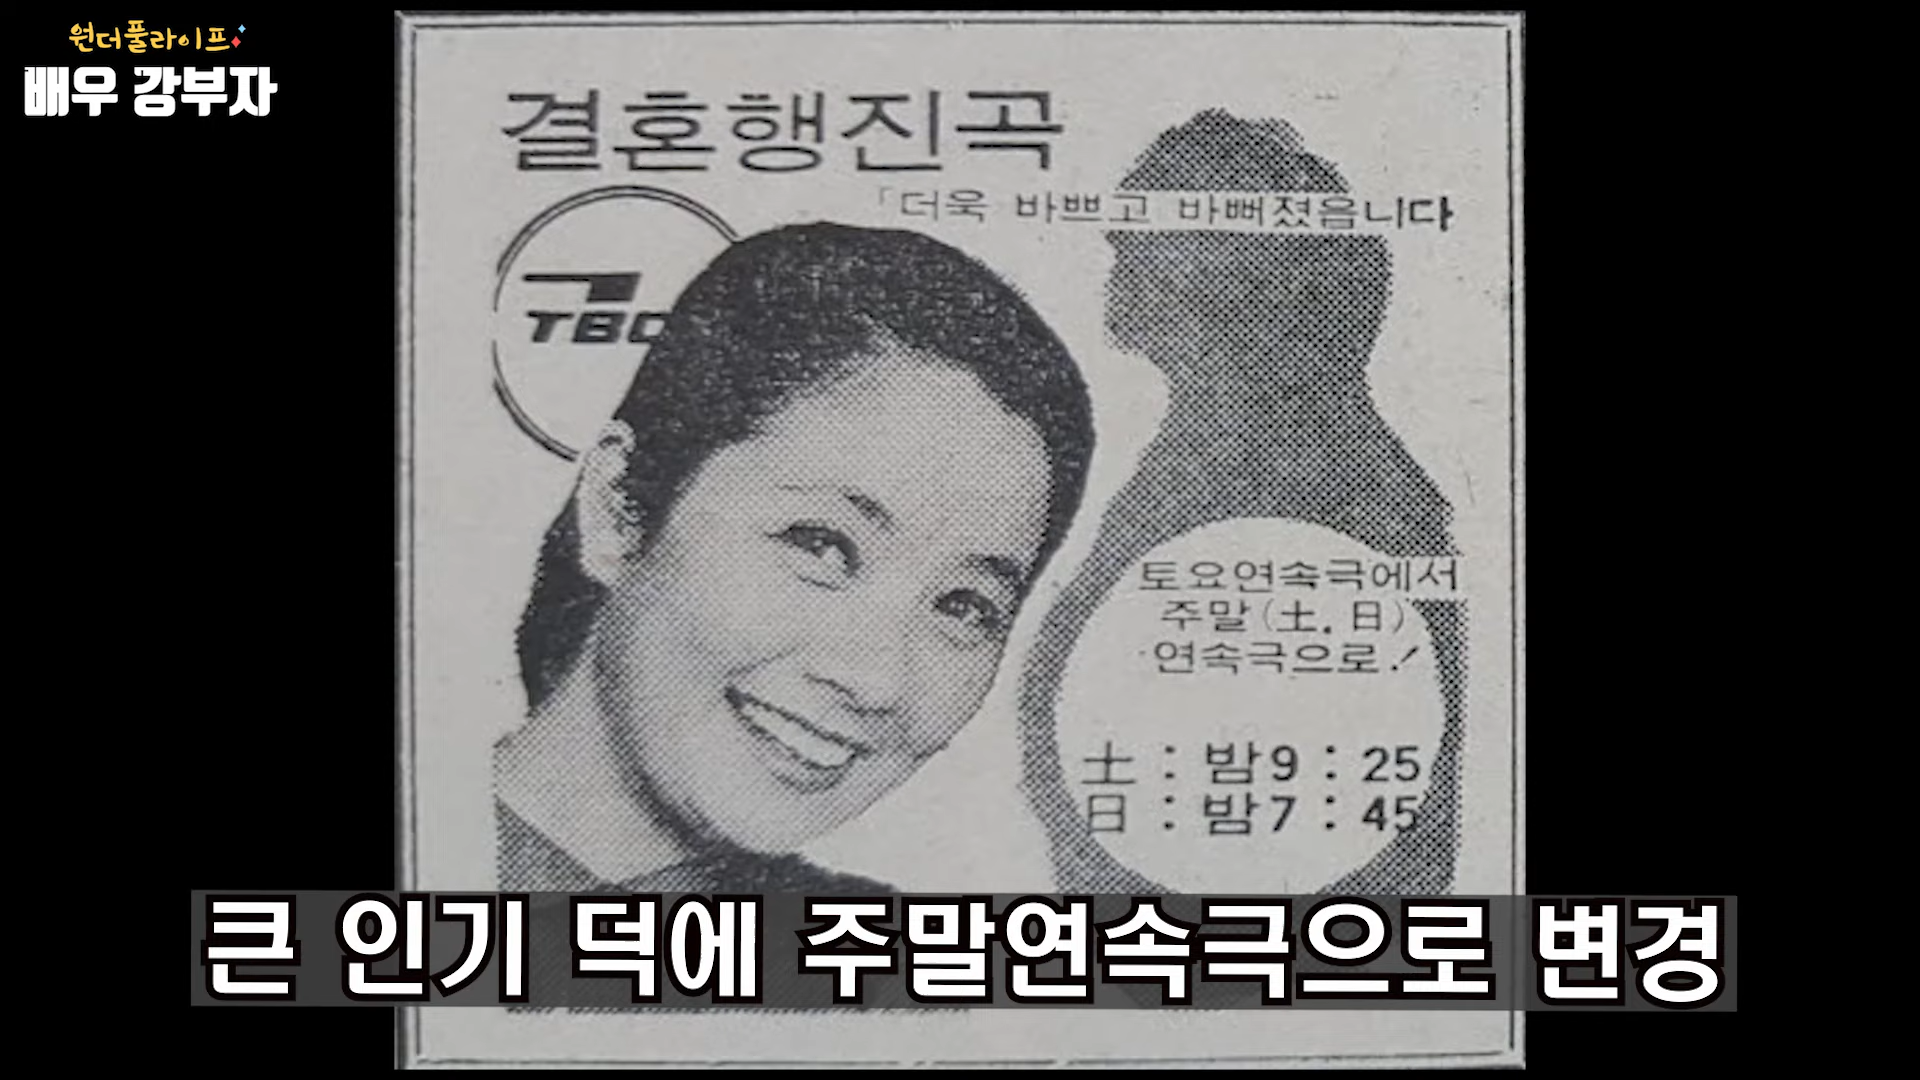 원더풀라이프
배우 강부자
결혼행진곡
「더욱 바쁘고 바뻐졌읍니다
TBC
토요연속극에서
주말(土. 日)
연속극으로!
土 : 밤 9 : 25
日 : 밤 7 : 45
큰 인기 덕에 주말연속극으로 변경